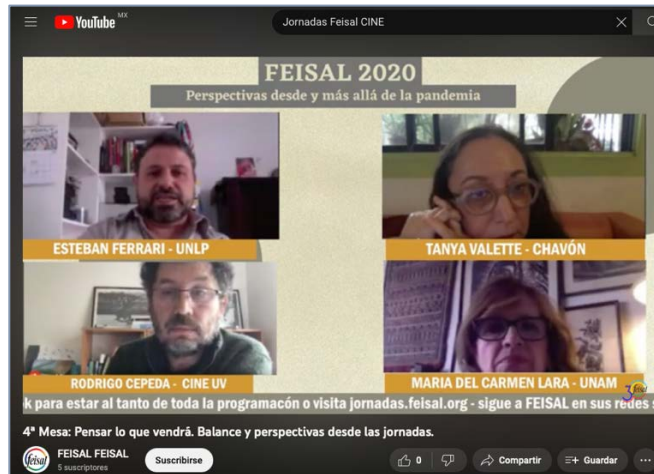 YouTube MX
Jornadas Feisal CINE
FEISAL 2020
Perspectivas desde y más allá de la pandemia
ESTEBAN FERRARI - UNLP
TANYA VALETTE - CHAVÓN
RODRIGO CEPEDA - CINE UV
MARIA DEL CARMEN LARA - UNAM
k para estar al tanto de toda la programacón o visita jornadas.feisal.org - sigue a FEISAL en sus redes s
4ª Mesa: Pensar lo que vendrá. Balance y perspectivas desde las jornadas.
feisal
FEISAL FEISAL
5 suscriptores
Suscribirse
0
Compartir
Guardar